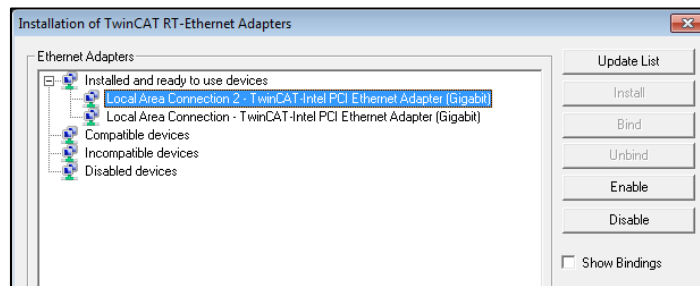 Installation of TwinCAT RT-Ethernet Adapters
Ethernet Adapters
Installed and ready to use devices
Local Area Connection 2 - TwinCAT-Intel PCI Ethernet Adapter (Gigabit)
Local Area Connection - TwinCAT-Intel PCI Ethernet Adapter (Gigabit)
Compatible devices
Incompatible devices
Disabled devices
Update List
Install
Bind
Unbind
Enable
Disable
Show Bindings